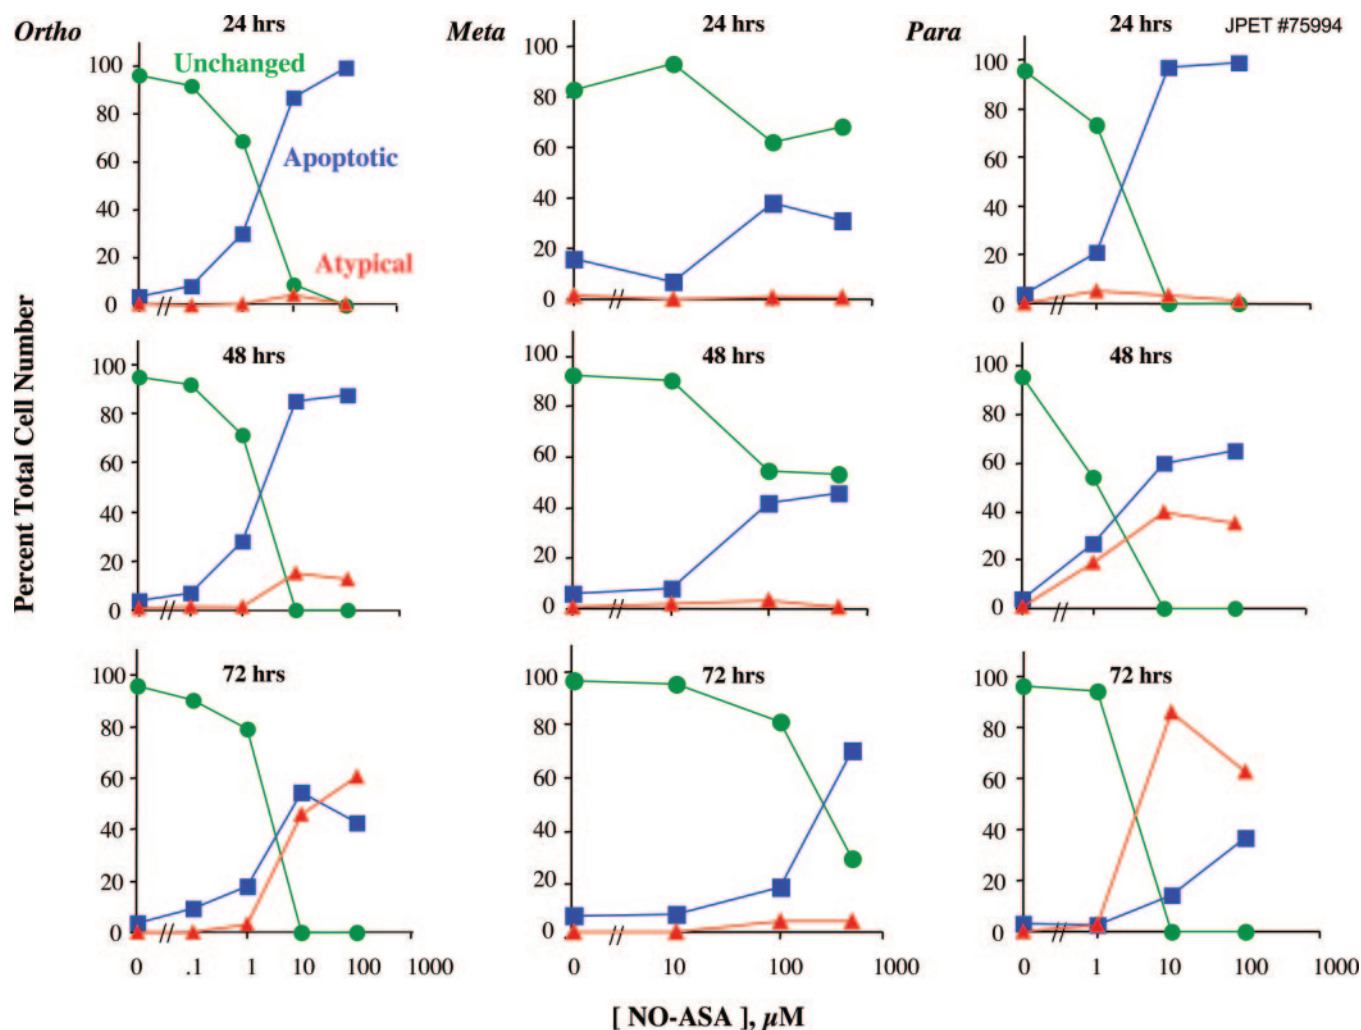 Ortho
24 hrs
Meta
24 hrs
Para
24 hrs
JPET #75994
Unchanged
Apoptotic
Atypical
100
80
60
40
20
0
100
80
60
40
20
0
100
80
60
40
20
0
48 hrs
48 hrs
48 hrs
100
80
60
40
20
0
100
80
60
40
20
0
100
80
60
40
20
0
72 hrs
72 hrs
72 hrs
100
80
60
40
20
0
100
80
60
40
20
0
100
80
60
40
20
0
0 .1 1 10 100 1000
0 10 100 1000
0 1 10 100 1000
Percent Total Cell Number
[ NO-ASA ], µM